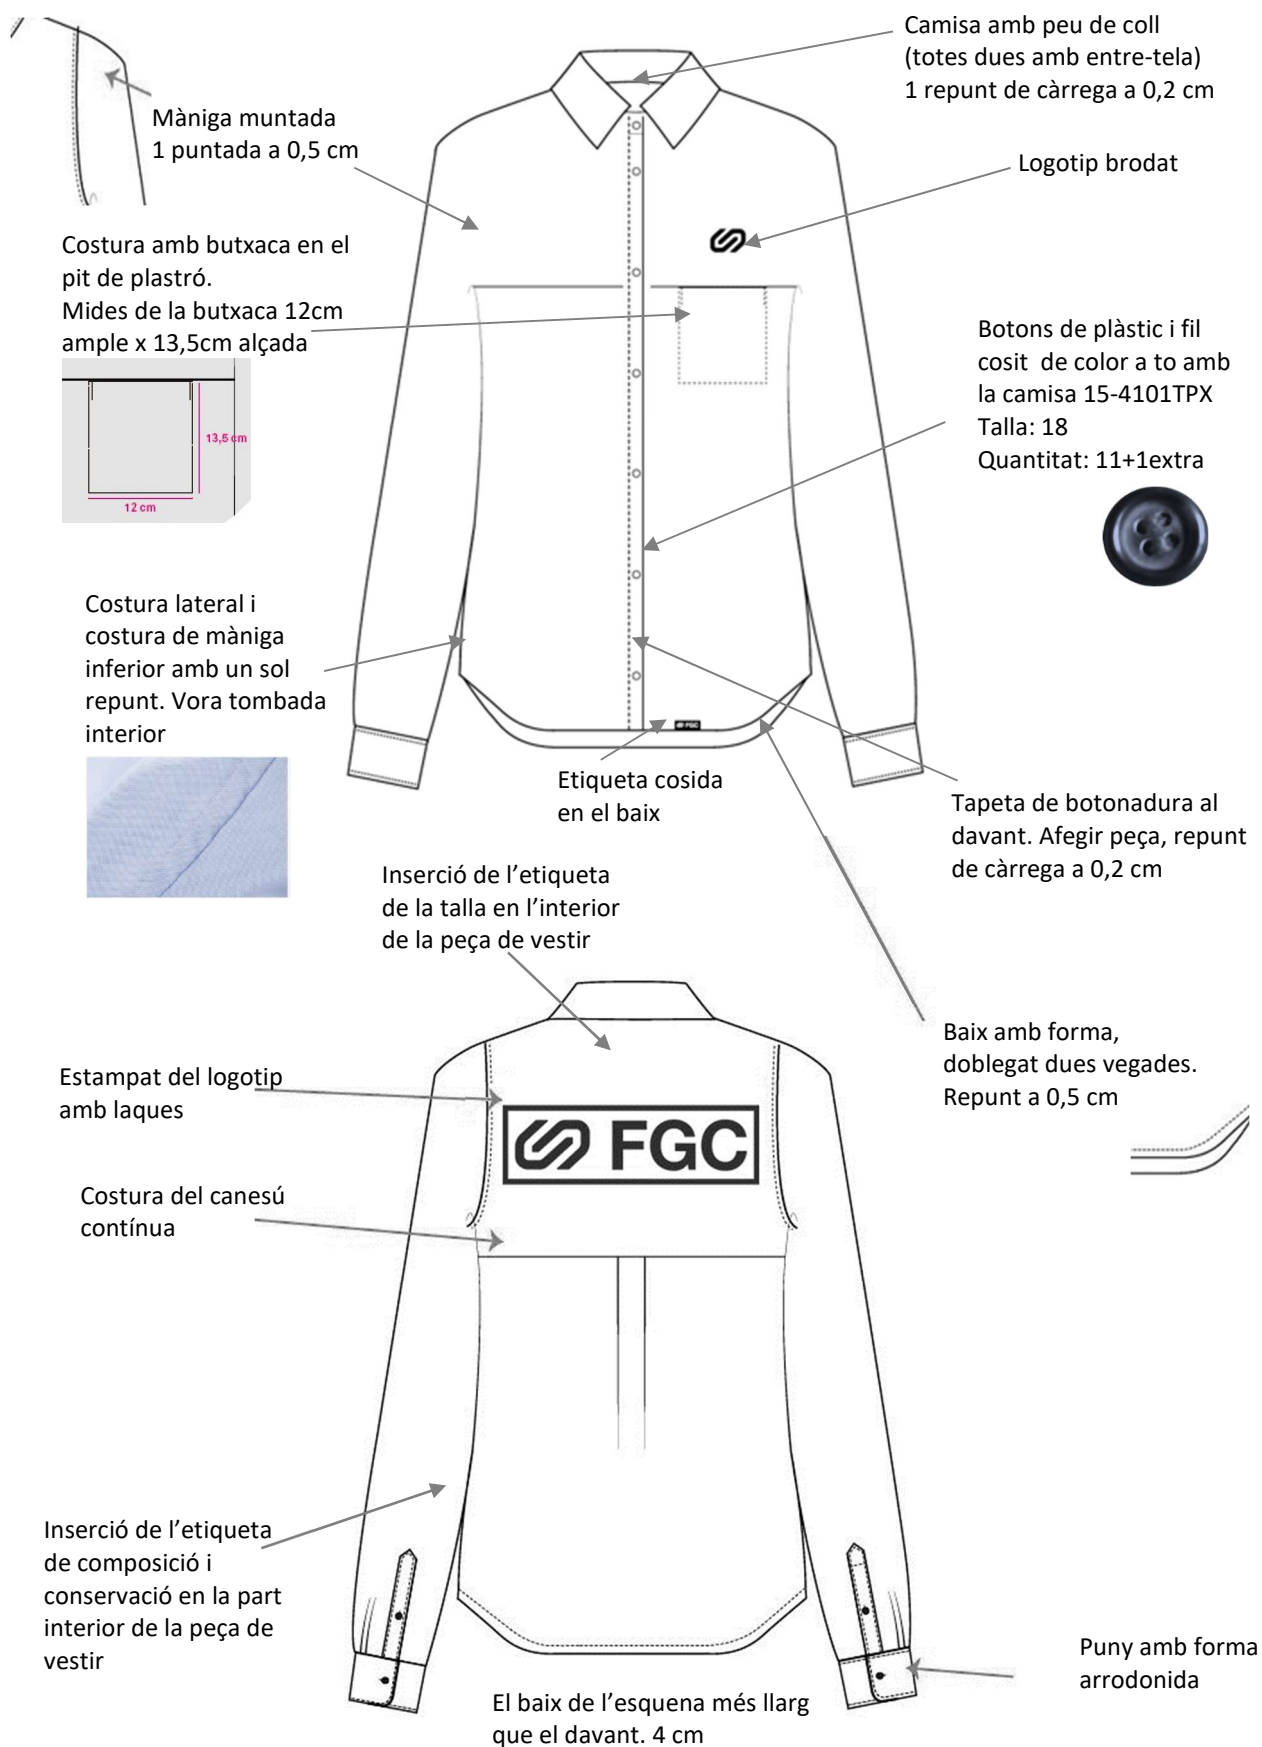 Camisa amb peu de coll
(totes dues amb entre-tela)
1 repunt de càrrega a 0,2 cm
Màniga muntada
1 puntada a 0,5 cm
Logotip brodat
Costura amb butxaca en el
pit de plastró.
Mides de la butxaca 12cm
ample x 13,5cm alçada
13,5 cm
12 cm
Botons de plàstic i fil
cosit de color a to amb
la camisa 15-4101TPX
Talla: 18
Quantitat: 11+1extra
Costura lateral i
costura de màniga
inferior amb un sol
repunt. Vora tombada
interior
FGC
Etiqueta cosida
en el baix
Tapeta de botonadura al
davant. Afegir peça, repunt
de càrrega a 0,2 cm
Inserció de l’etiqueta
de la talla en l’interior
de la peça de vestir
Baix amb forma,
doblegat dues vegades.
Repunt a 0,5 cm
Estampat del logotip
amb laques
FGC
Costura del canesú
contínua
Inserció de l’etiqueta
de composició i
conservació en la part
interior de la peça de
vestir
Puny amb forma
arrodonida
El baix de l’esquena més llarg
que el davant. 4 cm